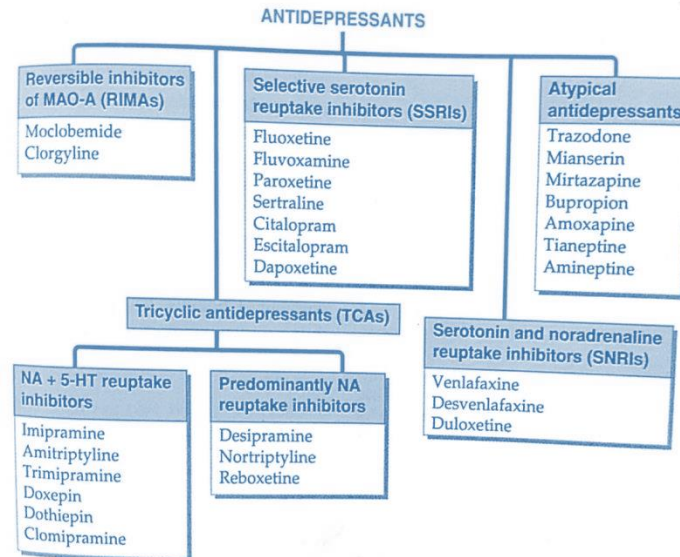 ANTIDEPRESSANTS
Reversible inhibitors
of MAO-A (RIMAs)
Moclobemide
Clorgyline
Selective serotonin
reuptake inhibitors (SSRIs)
Fluoxetine
Fluvoxamine
Paroxetine
Sertraline
Citalopram
Escitalopram
Dapoxetine
Atypical
antidepressants
Trazodone
Mianserin
Mirtazapine
Bupropion
Amoxapine
Tianeptine
Amineptine
Tricyclic antidepressants (TCAs)
NA + 5-HT reuptake
inhibitors
Imipramine
Amitriptyline
Trimipramine
Doxepin
Dothiepin
Clomipramine
Predominantly NA
reuptake inhibitors
Desipramine
Nortriptyline
Reboxetine
Serotonin and noradrenaline
reuptake inhibitors (SNRIs)
Venlafaxine
Desvenlafaxine
Duloxetine